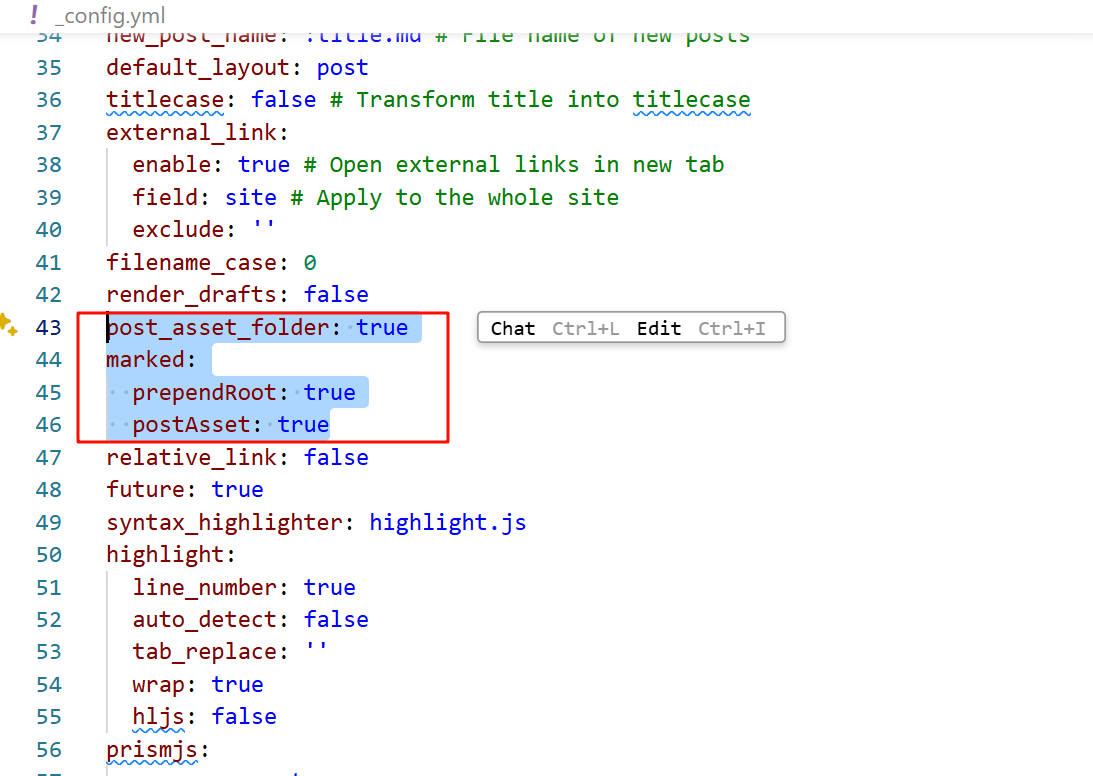 ! _config.yml
34 new_post_name: :title.md # File name of new posts
35 default_layout: post
36 titlecase: false # Transform title into titlecase
37 external_link:
38 enable: true # Open external links in new tab
39 field: site # Apply to the whole site
40 exclude: ''
41 filename_case: 0
42 render_drafts: false
43 post_asset_folder: true Chat Ctrl+L Edit Ctrl+I
44 marked:
45 prependRoot: true
46 postAsset: true
47 relative_link: false
48 future: true
49 syntax_highlighter: highlight.js
50 highlight:
51 line_number: true
52 auto_detect: false
53 tab_replace: ''
54 wrap: true
55 hljs: false
56 prismjs: